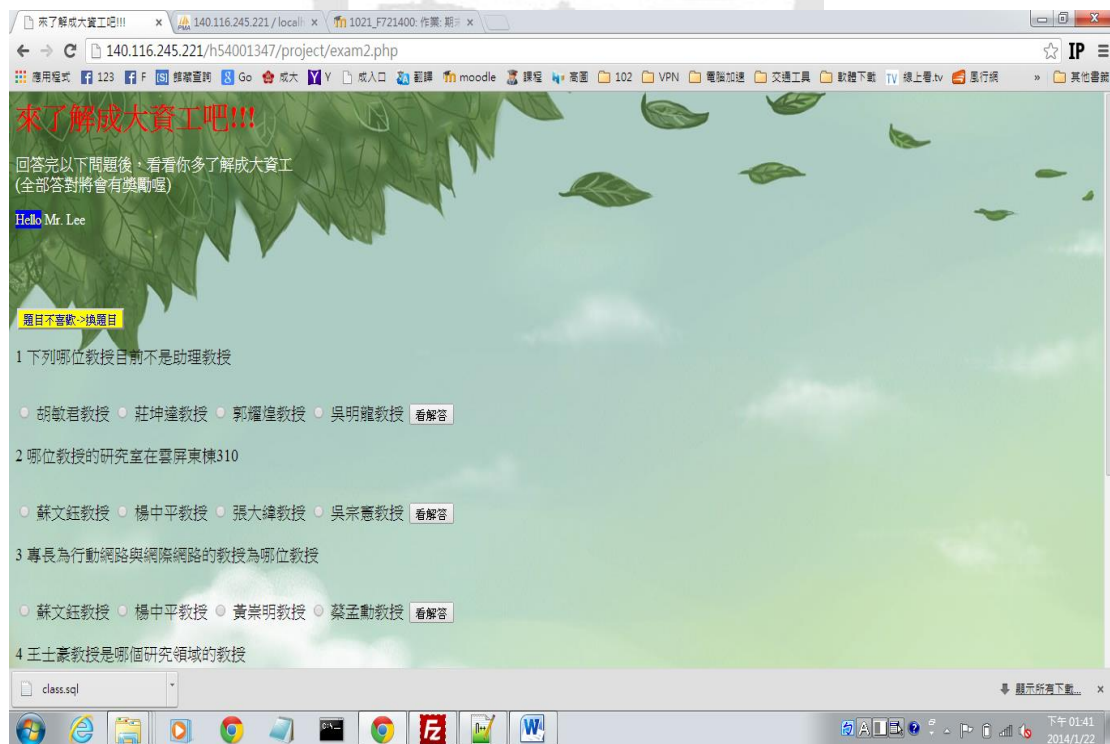 來了解成大資工吧!!!
140.116.245.221 / localh
1021_F721400: 作業: 期
140.116.245.221/h54001347/project/exam2.php
IP
應用程式 123 F 館藏查詢 Go 成大 Y 成入口 翻譯 moodle 課程 高圖 102 VPN 電腦加速 交通工具 軟體下載 線上看.tv 風行網 » 其他書籤
來了解成大資工吧!!!
回答完以下問題後，看看你多了解成大資工
(全部答對將會有獎勵喔)
Hello Mr. Lee
題目不喜歡->換題目
1 下列哪位教授目前不是助理教授
胡敏君教授 莊坤達教授 郭耀煌教授 吳明龍教授 看解答
2 哪位教授的研究室在雲屏東棟310
蘇文鈺教授 楊中平教授 張大緯教授 吳宗憲教授 看解答
3 專長為行動網路與網際網路的教授為哪位教授
蘇文鈺教授 楊中平教授 黃崇明教授 蔡孟勳教授 看解答
4 王士豪教授是哪個研究領域的教授
class.sql
顯示所有下載...
下午 01:41
2014/1/22